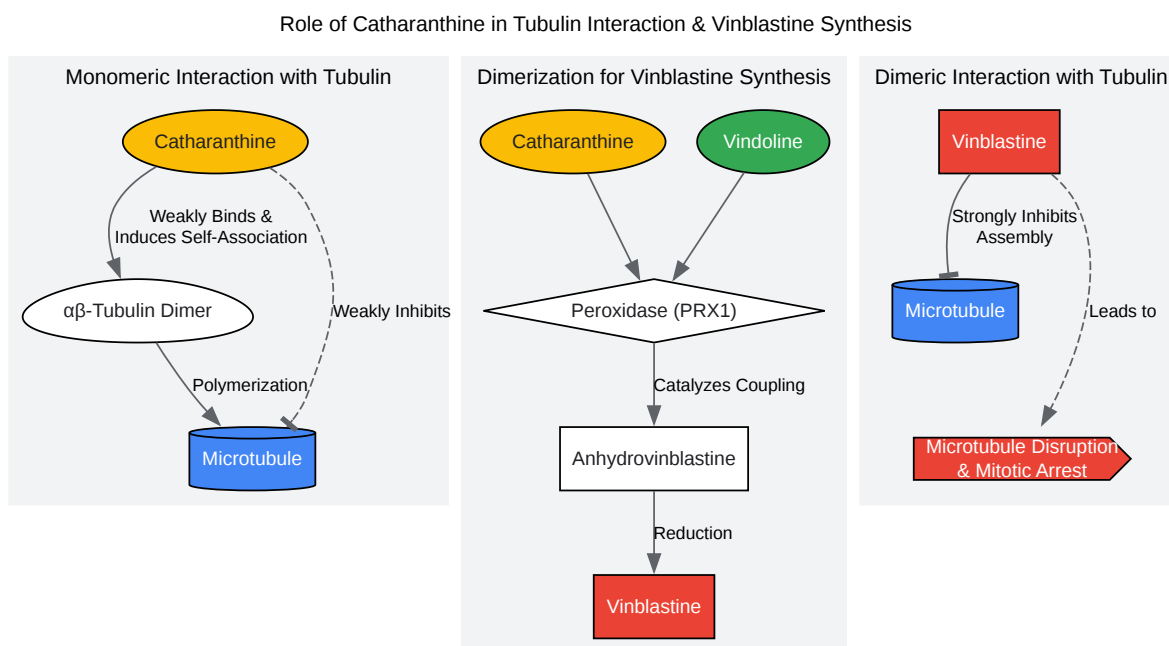 Role of Catharanthine in Tubulin Interaction & Vinblastine Synthesis
Monomeric Interaction with Tubulin
Catharanthine
Weakly Binds &
Induces Self-Association
αβ-Tubulin Dimer
Weakly Inhibits
Polymerization
Microtubule
Dimerization for Vinblastine Synthesis
Catharanthine
Vindoline
Peroxidase (PRX1)
Catalyzes Coupling
Anhydrovinblastine
Reduction
Vinblastine
Dimeric Interaction with Tubulin
Vinblastine
Strongly Inhibits
Assembly
Microtubule
Leads to
Microtubule Disruption
& Mitotic Arrest